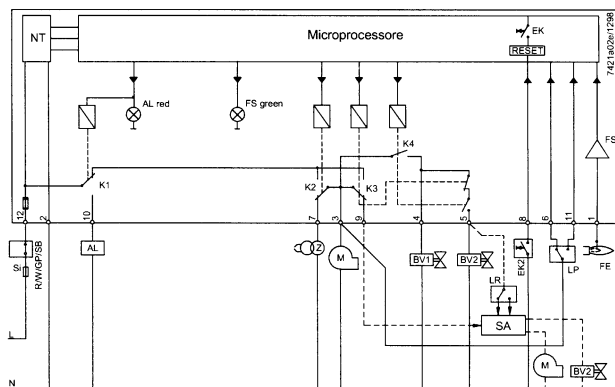 NT
Microprocessore
EK
RESET
7421a02e/1298
AL red
FS green
FS
K4
K1
K2
K3
12
2
10
7
3
9
4
5
8
6
11
1
Si
R/W/GP/SB
AL
Z
M
BV1
BV2
EK2
LP
FE
LR
SA
L
M
BV2
N